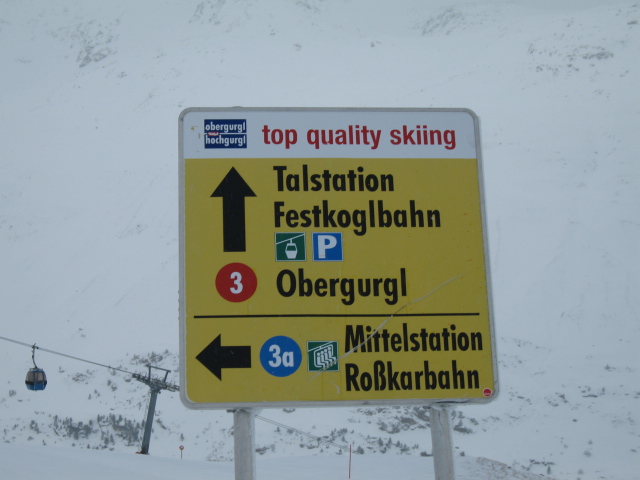 obergurgl
hochgurgl
top quality skiing
Talstation
Festkoglbahn
P
3 Obergurgl
3a Mittelstation
Roßkarbahn